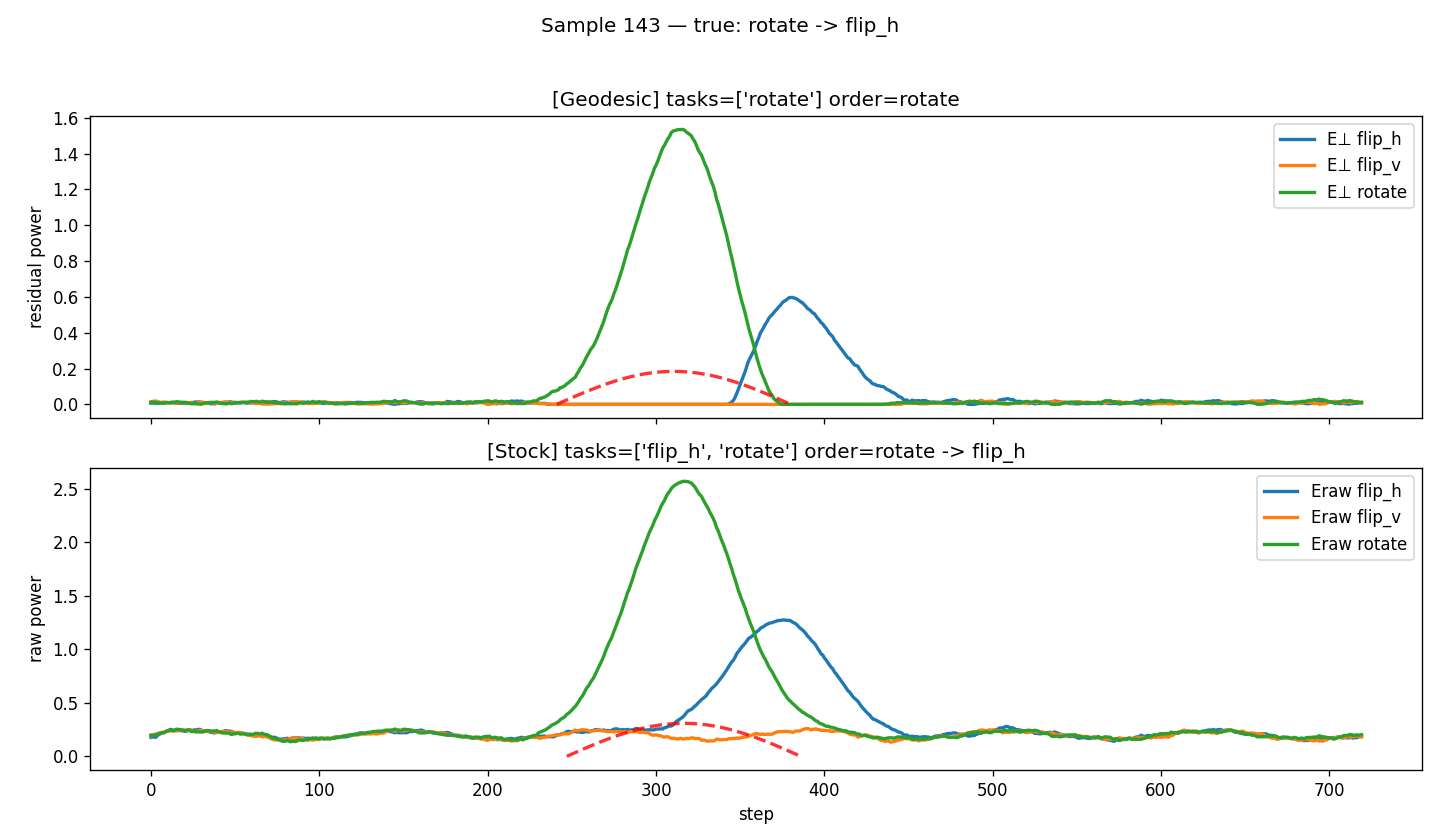 Sample 143 — true: rotate -> flip_h
[Geodesic] tasks=['rotate'] order=rotate
1.6
1.4
1.2
1.0
0.8
0.6
0.4
0.2
0.0
residual power
E⊥ flip_h
E⊥ flip_v
E⊥ rotate
[Stock] tasks=['flip_h', 'rotate'] order=rotate -> flip_h
2.5
2.0
1.5
1.0
0.5
0.0
raw power
Eraw flip_h
Eraw flip_v
Eraw rotate
0 100 200 300 400 500 600 700
step